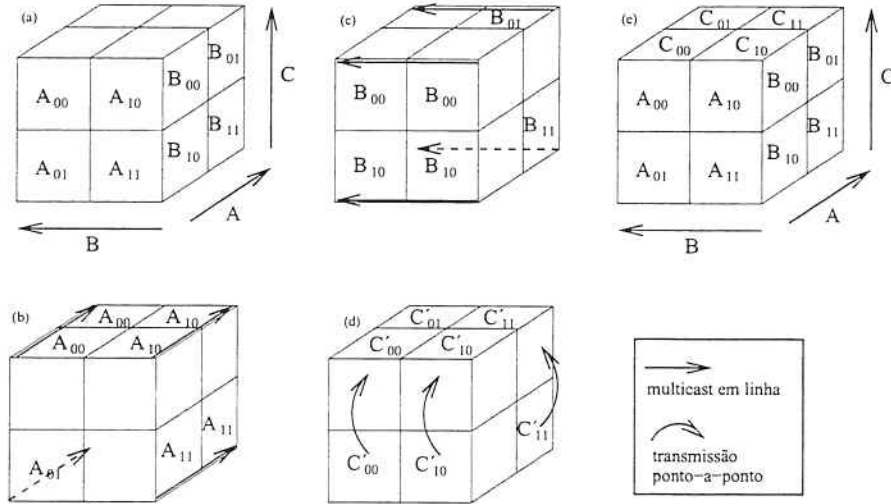 (a)
A00 A10
A01 A11
B00
B01
B10
B11
C
A
B
(c)
B01
B00 B00
B10 B10
B11
(e)
C01 C11
C00 C10
A00 A10
A01 A11
B00
B01
B10
B11
C
A
B
(b)
A00 A10
A00 A10
A01
A11
A11
(d)
C'01 C'11
C'00 C'10
C'00 C'10
C'11
multicast em linha
transmissão
ponto-a-ponto